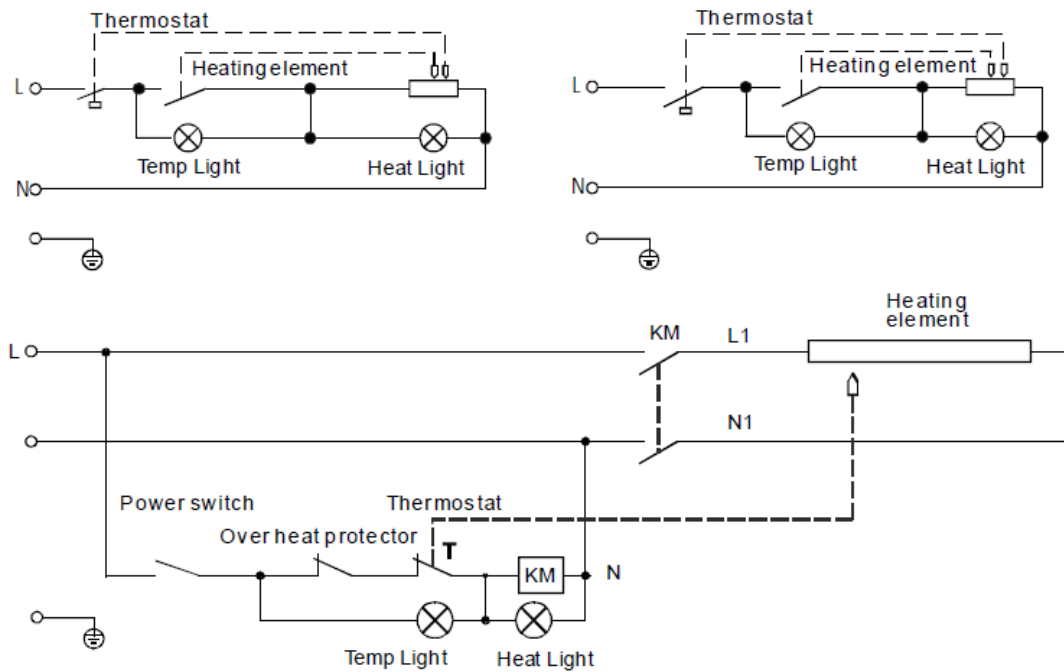 Thermostat
Heating element
L
Temp Light
Heat Light
N
Thermostat
Heating element
L
Temp Light
Heat Light
N
Heating
element
L
KM
L1
N1
Power switch
Thermostat
Over heat protector
T
KM
N
Temp Light
Heat Light